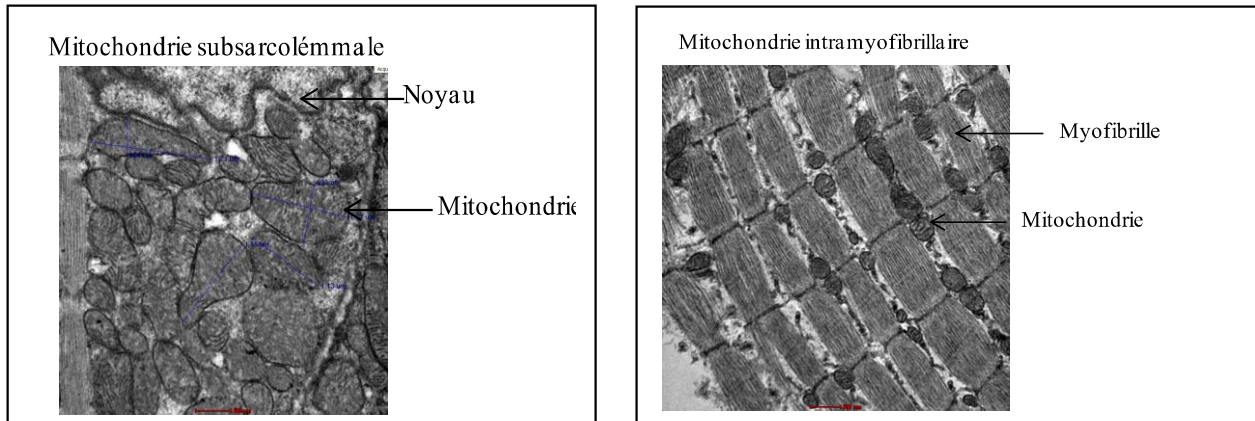 Mitochondrie subsarcolémmale
Noyau
Mitochondrie
Mitochondrie intramyofibrillaire
Myofibrille
Mitochondrie